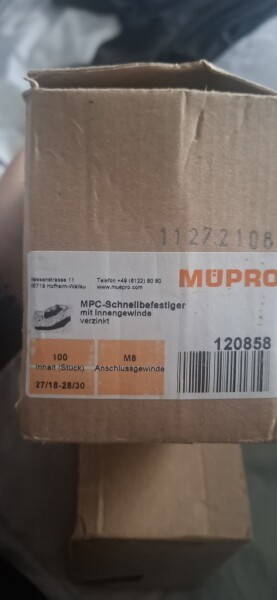 11272106
Hessenstrasse 11
65719 Hofheim-Wallau
Telefon +49 (6122) 80 80
www.muepro.com
MÜPRO
MPC-Schnellbefestiger
mit Innengewinde
verzinkt
120858
100
Inhalt (Stück)
M8
Anschlussgewinde
27/18-28/30